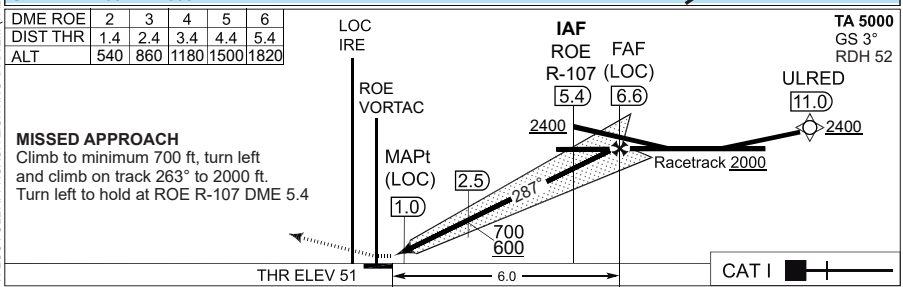 DME ROE 2 3 4 5 6
DIST THR 1.4 2.4 3.4 4.4 5.4
ALT 540 860 1180 1500 1820
MISSED APPROACH
Climb to minimum 700 ft, turn left
and climb on track 263° to 2000 ft.
Turn left to hold at ROE R-107 DME 5.4
LOC
IRE
ROE
VORTAC
MAPt
(LOC)
1.0
2.5
287°
700
600
IAF
ROE
R-107
5.4
2400
FAF
(LOC)
6.6
Racetrack 2000
ULRED
11.0
2400
TA 5000
GS 3°
RDH 52
THR ELEV 51
6.0
CAT I